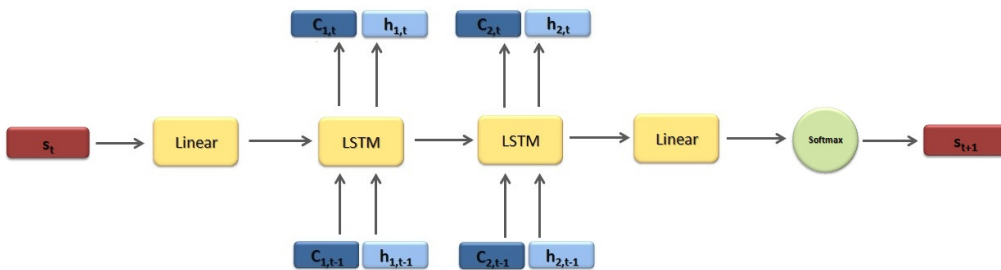 C1,t h1,t C2,t h2,t
st Linear LSTM LSTM Linear Softmax st+1
C1,t-1 h1,t-1 C2,t-1 h2,t-1